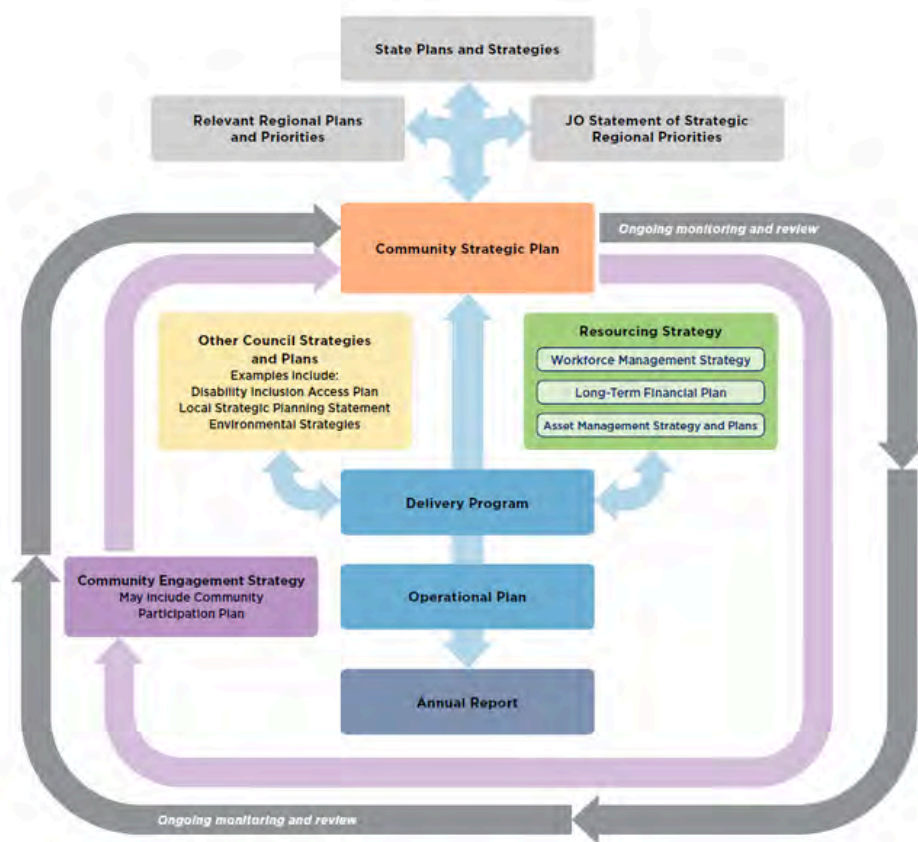 State Plans and Strategies
Relevant Regional Plans
and Priorities
JO Statement of Strategic
Regional Priorities
Community Strategic Plan
Ongoing monitoring and review
Other Council Strategies
and Plans
Examples include:
Disability Inclusion Access Plan
Local Strategic Planning Statement
Environmental Strategies
Resourcing Strategy
Workforce Management Strategy
Long-Term Financial Plan
Asset Management Strategy and Plans
Delivery Program
Community Engagement Strategy
May include Community
Participation Plan
Operational Plan
Annual Report
Ongoing monitoring and review